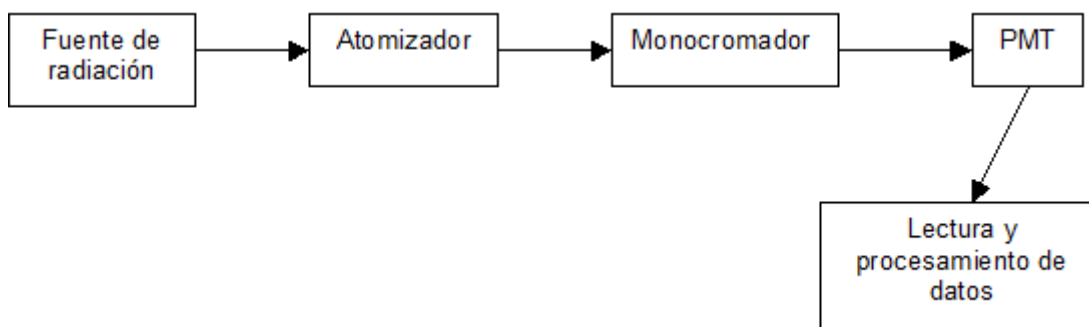 Fuente de
radiación
Atomizador
Monocromador
PMT
Lectura y
procesamiento de
datos